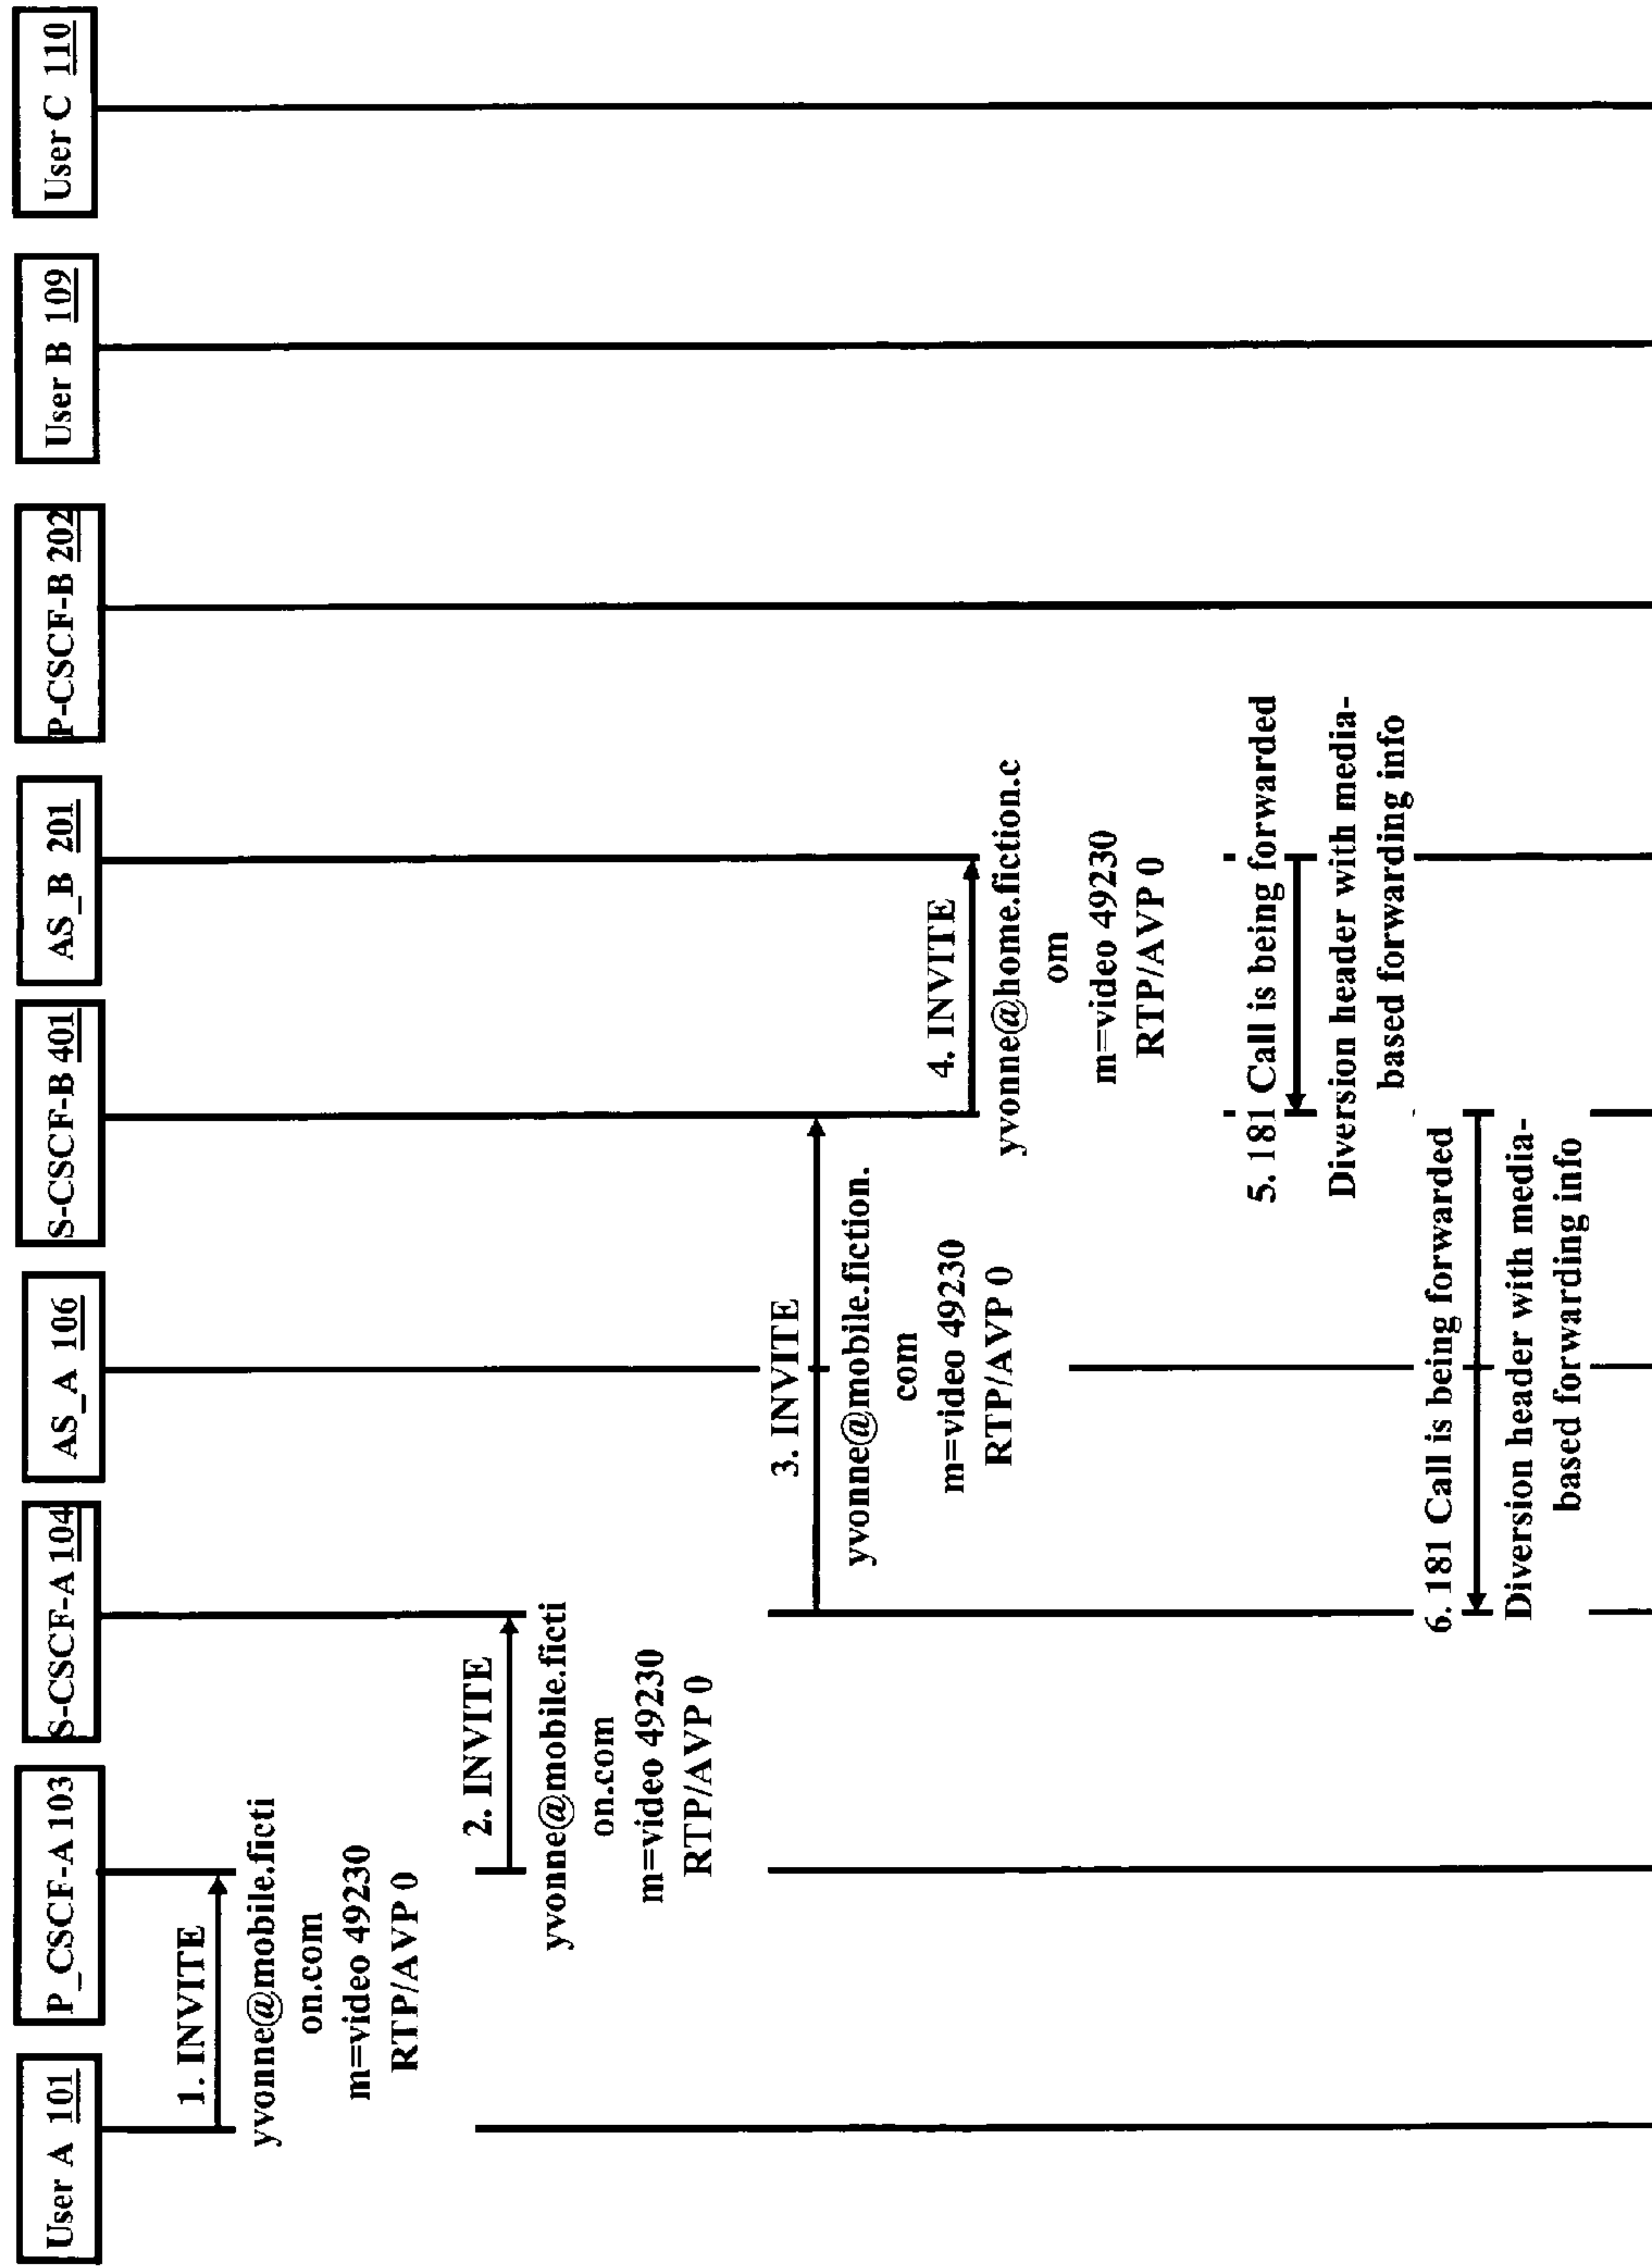 User A 101
P_CSCF-A 103
S-CSCF-A 104
AS_A 106
S-CSCF-B 401
AS_B 201
P-CSCF-B 202
User B 109
User C 110
1. INVITE
yvonne@mobile.ficti
on.com
m=video 49230
RTP/AVP 0
2. INVITE
yvonne@mobile.ficti
on.com
m=video 49230
RTP/AVP 0
3. INVITE
yvonne@mobile.fiction.
com
m=video 49230
RTP/AVP 0
4. INVITE
yvonne@home.fiction.c
om
m=video 49230
RTP/AVP 0
5. 181 Call is being forwarded
Diversion header with media-
based forwarding info
6. 181 Call is being forwarded
Diversion header with media-
based forwarding info